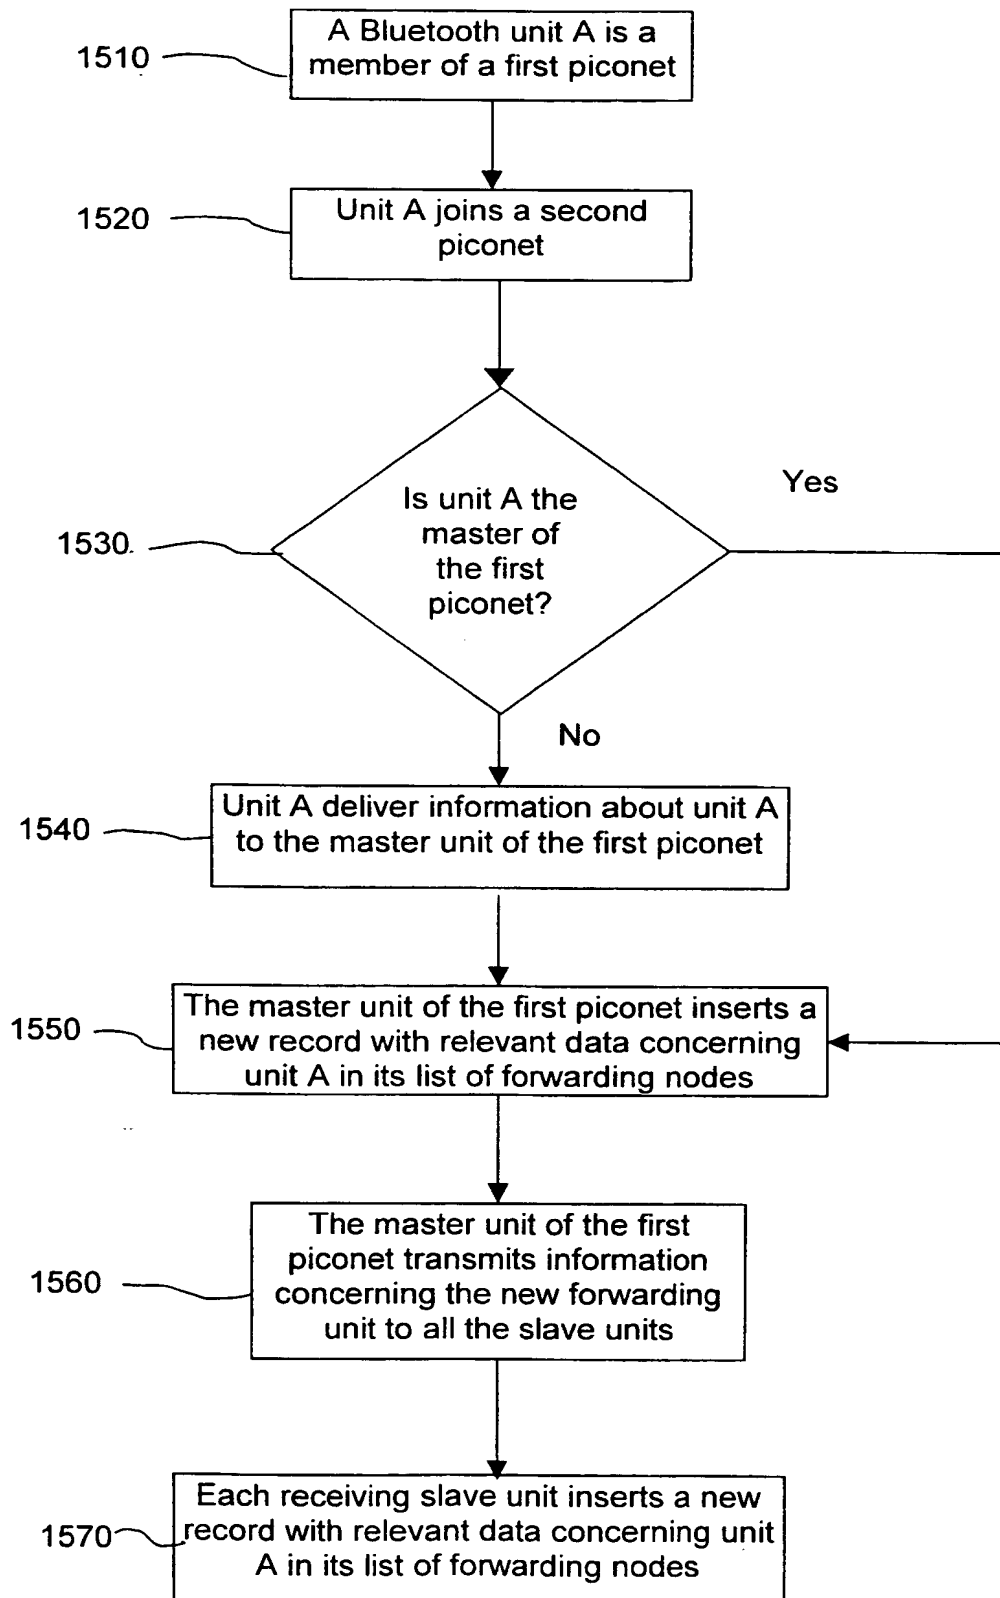 1510
A Bluetooth unit A is a
member of a first piconet
1520
Unit A joins a second
piconet
1530
Is unit A the
master of
the first
piconet?
Yes
No
1540
Unit A deliver information about unit A
to the master unit of the first piconet
1550
The master unit of the first piconet inserts a
new record with relevant data concerning
unit A in its list of forwarding nodes
1560
The master unit of the first
piconet transmits information
concerning the new forwarding
unit to all the slave units
1570
Each receiving slave unit inserts a new
record with relevant data concerning unit
A in its list of forwarding nodes